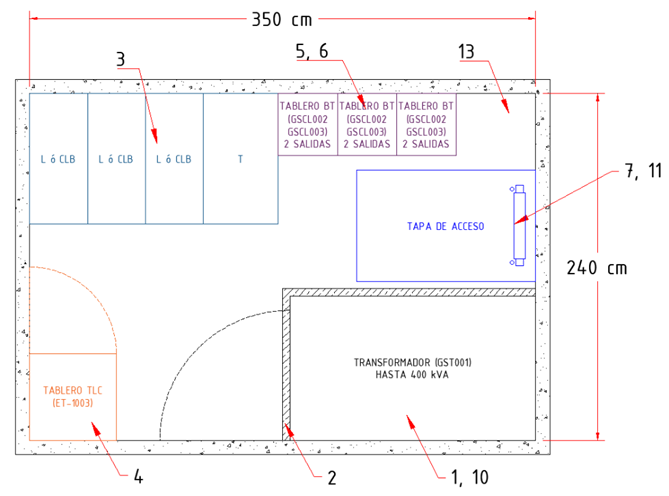 350 cm
3
5, 6
13
TABLERO BT
(GSCL002
GSCL003)
2 SALIDAS
TABLERO BT
(GSCL002
GSCL003)
2 SALIDAS
TABLERO BT
(GSCL002
GSCL003)
2 SALIDAS
L ó CLB
L ó CLB
L ó CLB
T
7, 11
TAPA DE ACCESO
240 cm
TRANSFORMADOR (GST001)
HASTA 400 kVA
TABLERO TLC
(ET-1003)
4
2
1, 10